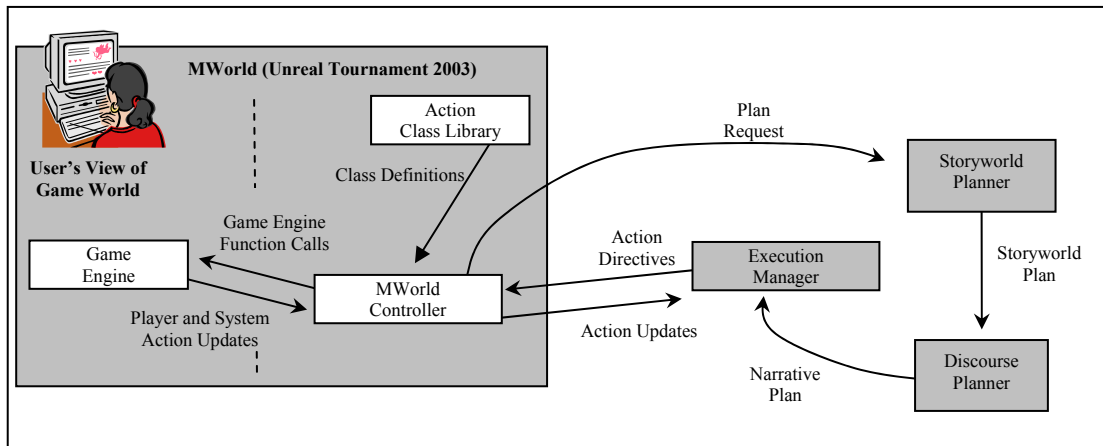 MWorld (Unreal Tournament 2003)
User's View of
Game World
Action
Class Library
Class Definitions
Game Engine
Function Calls
Game
Engine
MWorld
Controller
Player and System
Action Updates
Plan
Request
Storyworld
Planner
Action
Directives
Execution
Manager
Storyworld
Plan
Action Updates
Narrative
Plan
Discourse
Planner